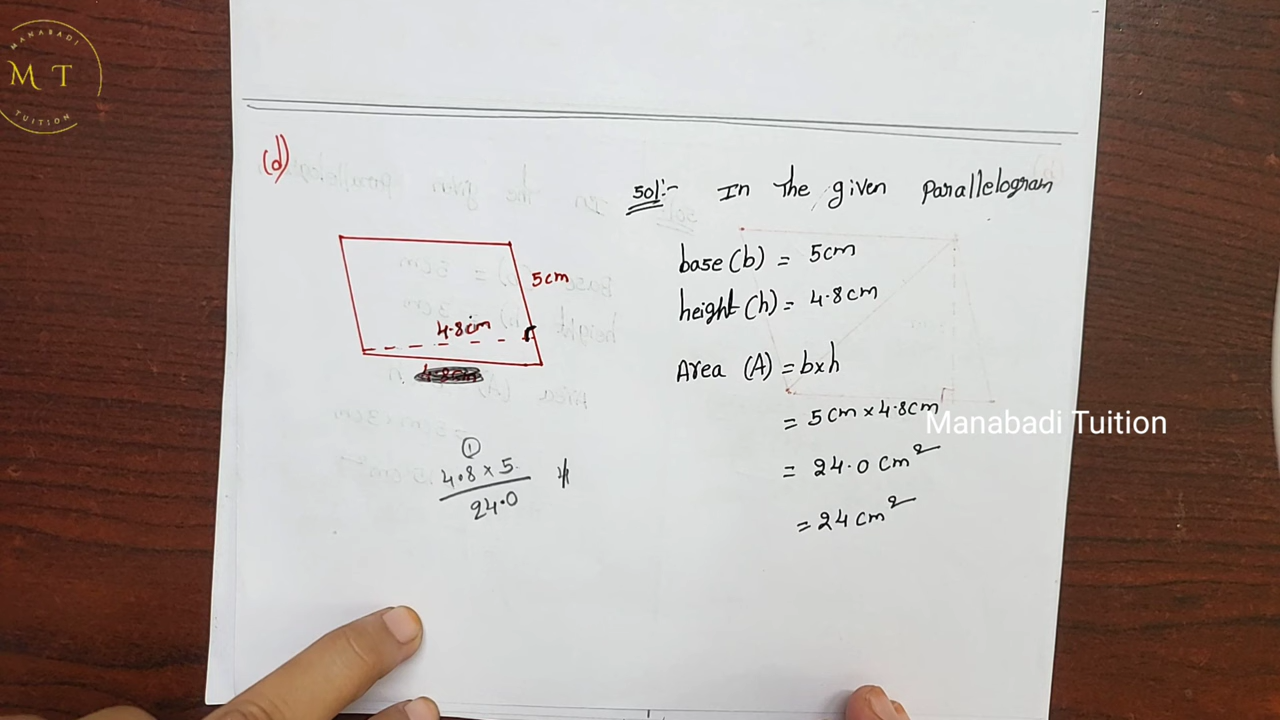 MANABADI
M T
TUITION
(d)
Sol:- In the given parallelogram
5cm
4.8cm
base (b) = 5cm
height (h) = 4.8cm
Area (A) = b×h
= 5cm × 4.8cm
Manabadi Tuition
= 24.0 cm²
= 24 cm²
1
4.8 × 5
24.0